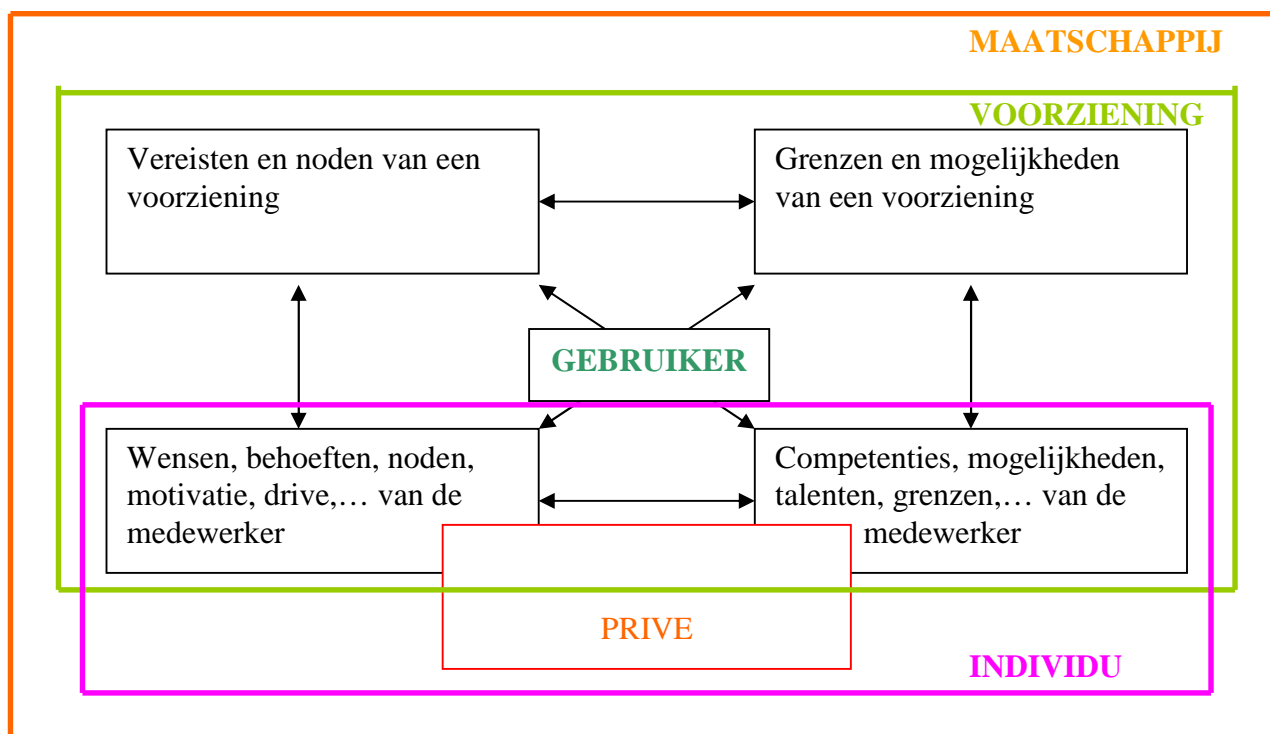 MAATSCHAPPIJ
VOORZIENING
Vereisten en noden van een
voorziening
Grenzen en mogelijkheden
van een voorziening
GEBRUIKER
Wensen, behoeften, noden,
motivatie, drive,… van de
medewerker
Competenties, mogelijkheden,
talenten, grenzen,… van de
medewerker
PRIVE
INDIVIDU